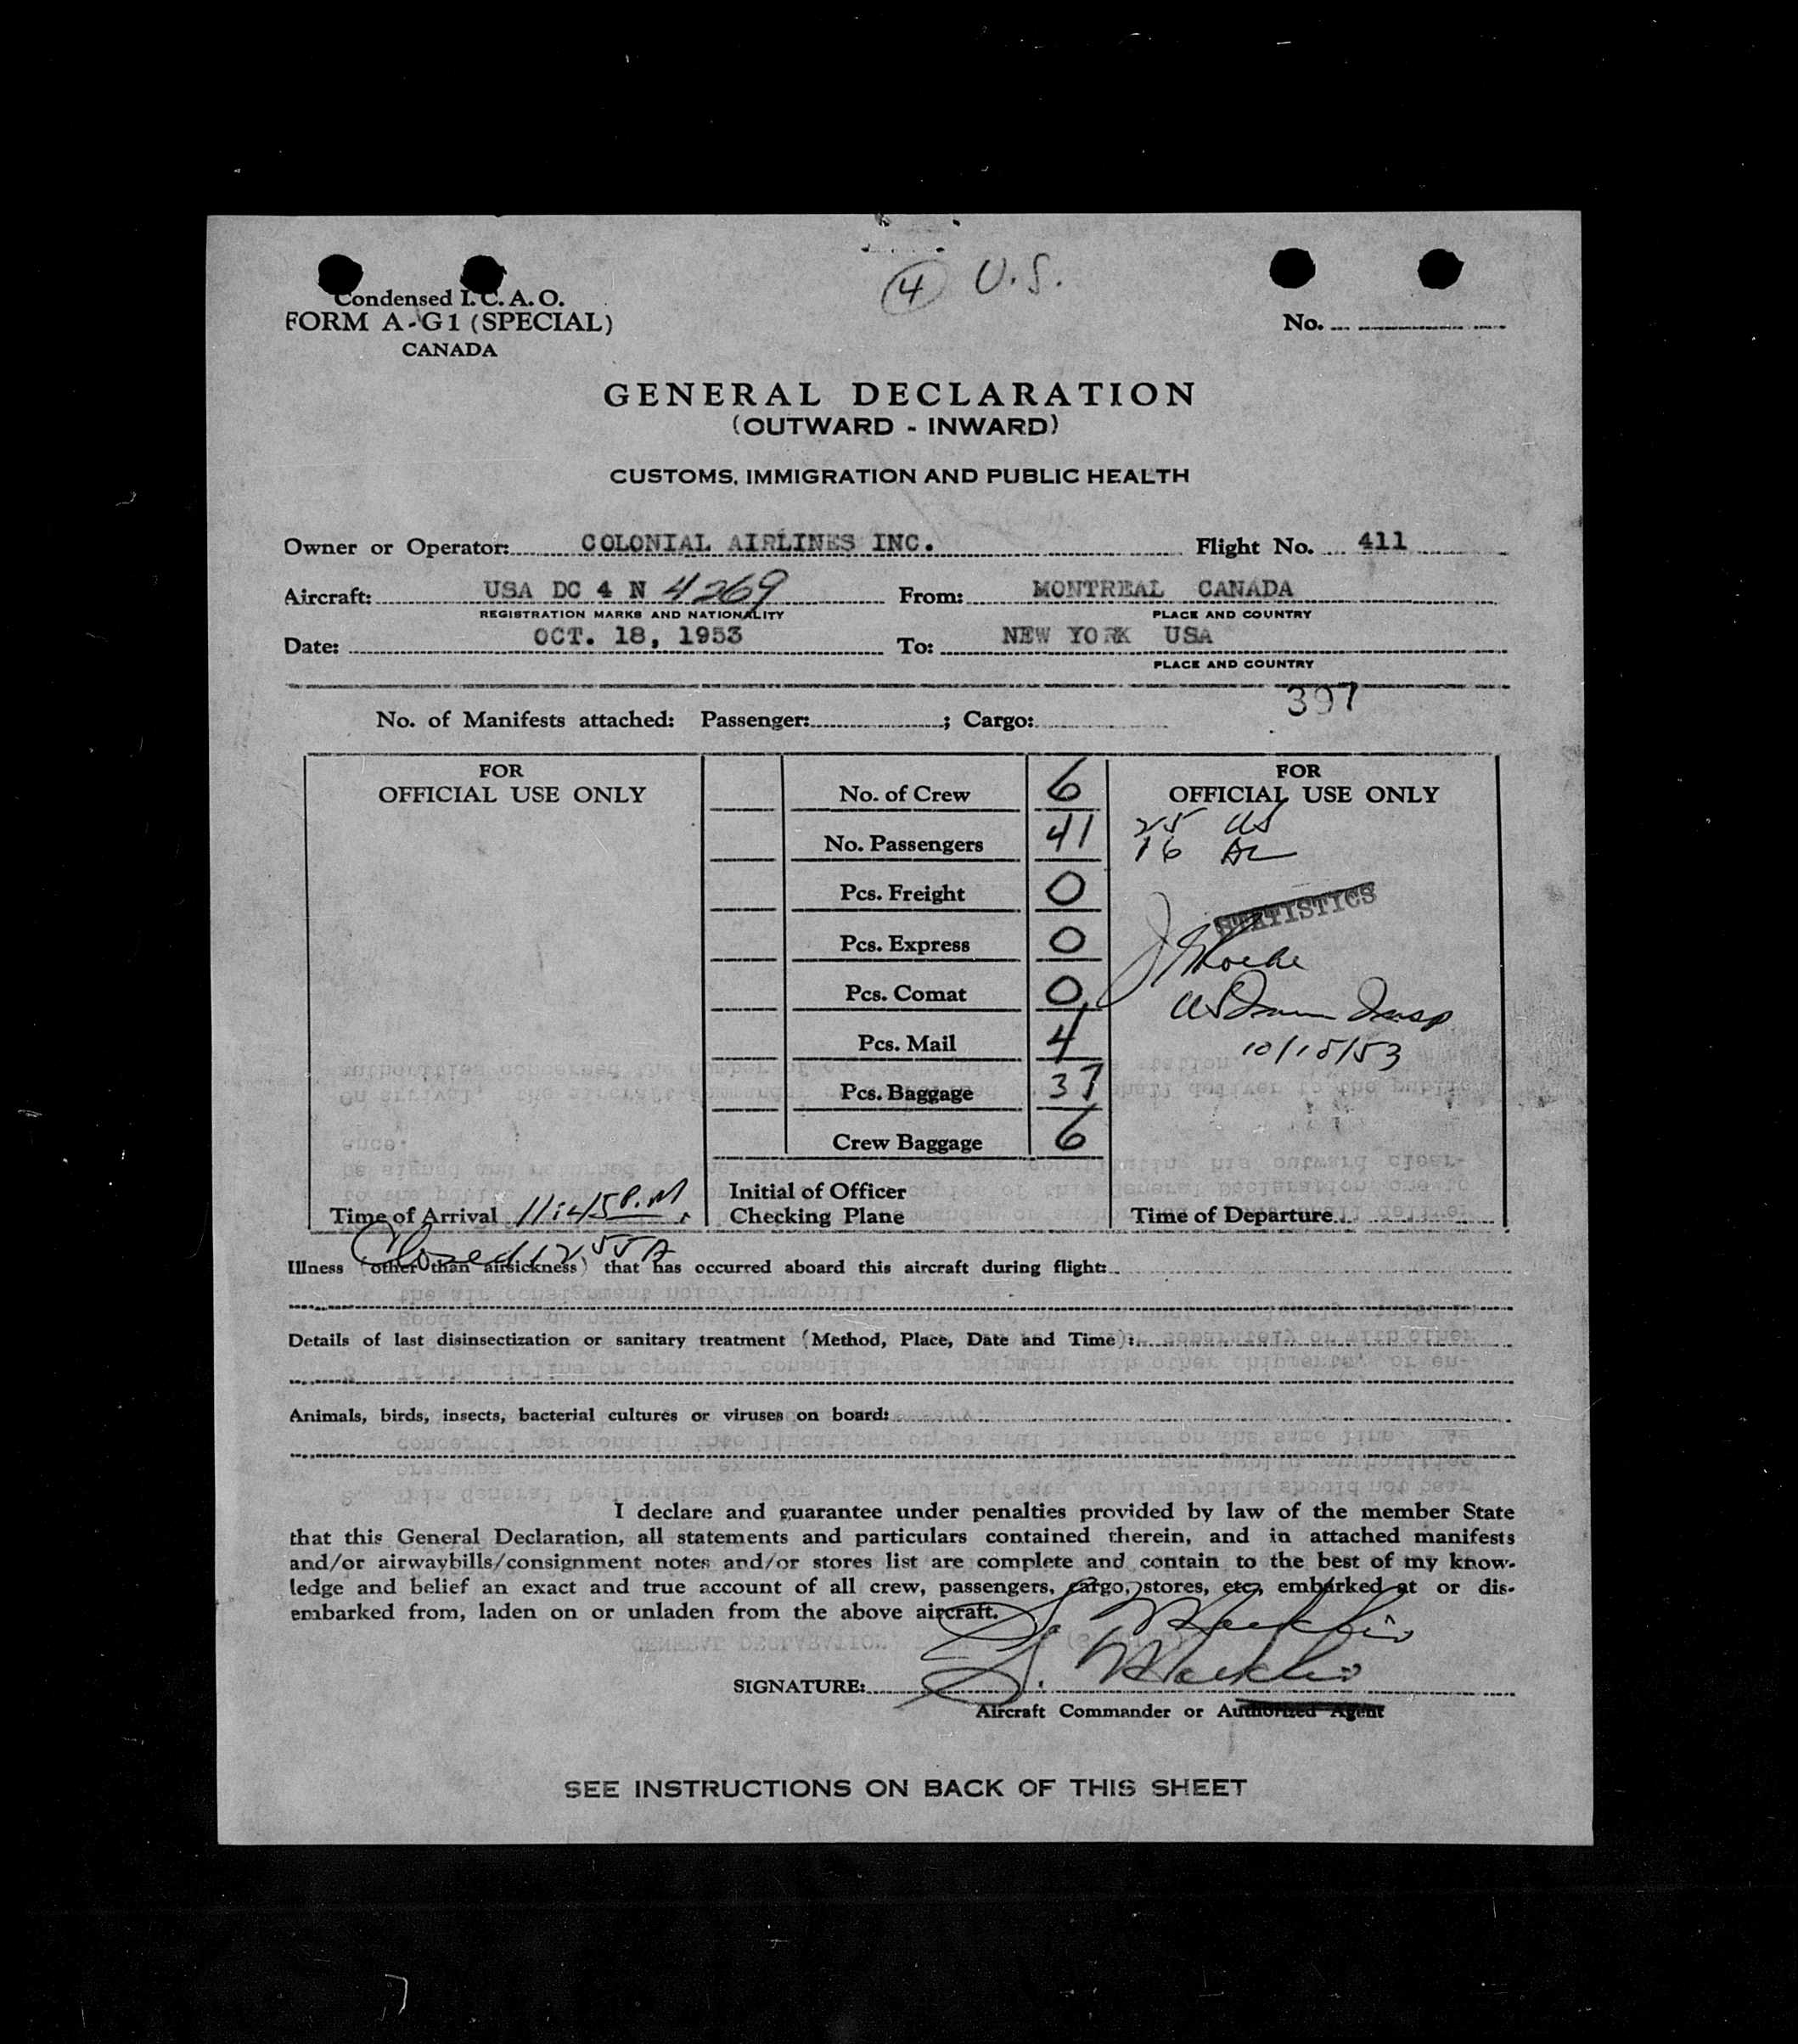 ④ U.S.
Condensed I.C.A.O.
FORM A-G1 (SPECIAL)
CANADA
No.
GENERAL DECLARATION
(OUTWARD - INWARD)
CUSTOMS, IMMIGRATION AND PUBLIC HEALTH
Owner or Operator: COLONIAL AIRLINES INC. Flight No. 411
Aircraft: USA DC 4 N 4269 From: MONTREAL CANADA
REGISTRATION MARKS AND NATIONALITY PLACE AND COUNTRY
Date: OCT. 18, 1953 To: NEW YORK USA
PLACE AND COUNTRY
397
No. of Manifests attached: Passenger: ; Cargo:
FOR
OFFICIAL USE ONLY
No. of Crew 6
No. Passengers 41
Pcs. Freight 0
Pcs. Express 0
Pcs. Comat 0
Pcs. Mail 4
Pcs. Baggage 37
Crew Baggage 6
Initial of Officer
Checking Plane
FOR
OFFICIAL USE ONLY
25 US
16 AL
STATISTICS
US Imm Insp
10/18/53
Time of Arrival 11:45 P.M.
Time of Departure
Closed 12 55 A
Illness (other than airsickness) that has occurred aboard this aircraft during flight:
Details of last disinsectization or sanitary treatment (Method, Place, Date and Time):
Animals, birds, insects, bacterial cultures or viruses on board:
I declare and guarantee under penalties provided by law of the member State
that this General Declaration, all statements and particulars contained therein, and in attached manifests
and/or airwaybills/consignment notes and/or stores list are complete and contain to the best of my know-
ledge and belief an exact and true account of all crew, passengers, cargo, stores, etc, embarked at or dis-
embarked from, laden on or unladen from the above aircraft.
SIGNATURE:
Aircraft Commander or Authorized Agent
SEE INSTRUCTIONS ON BACK OF THIS SHEET